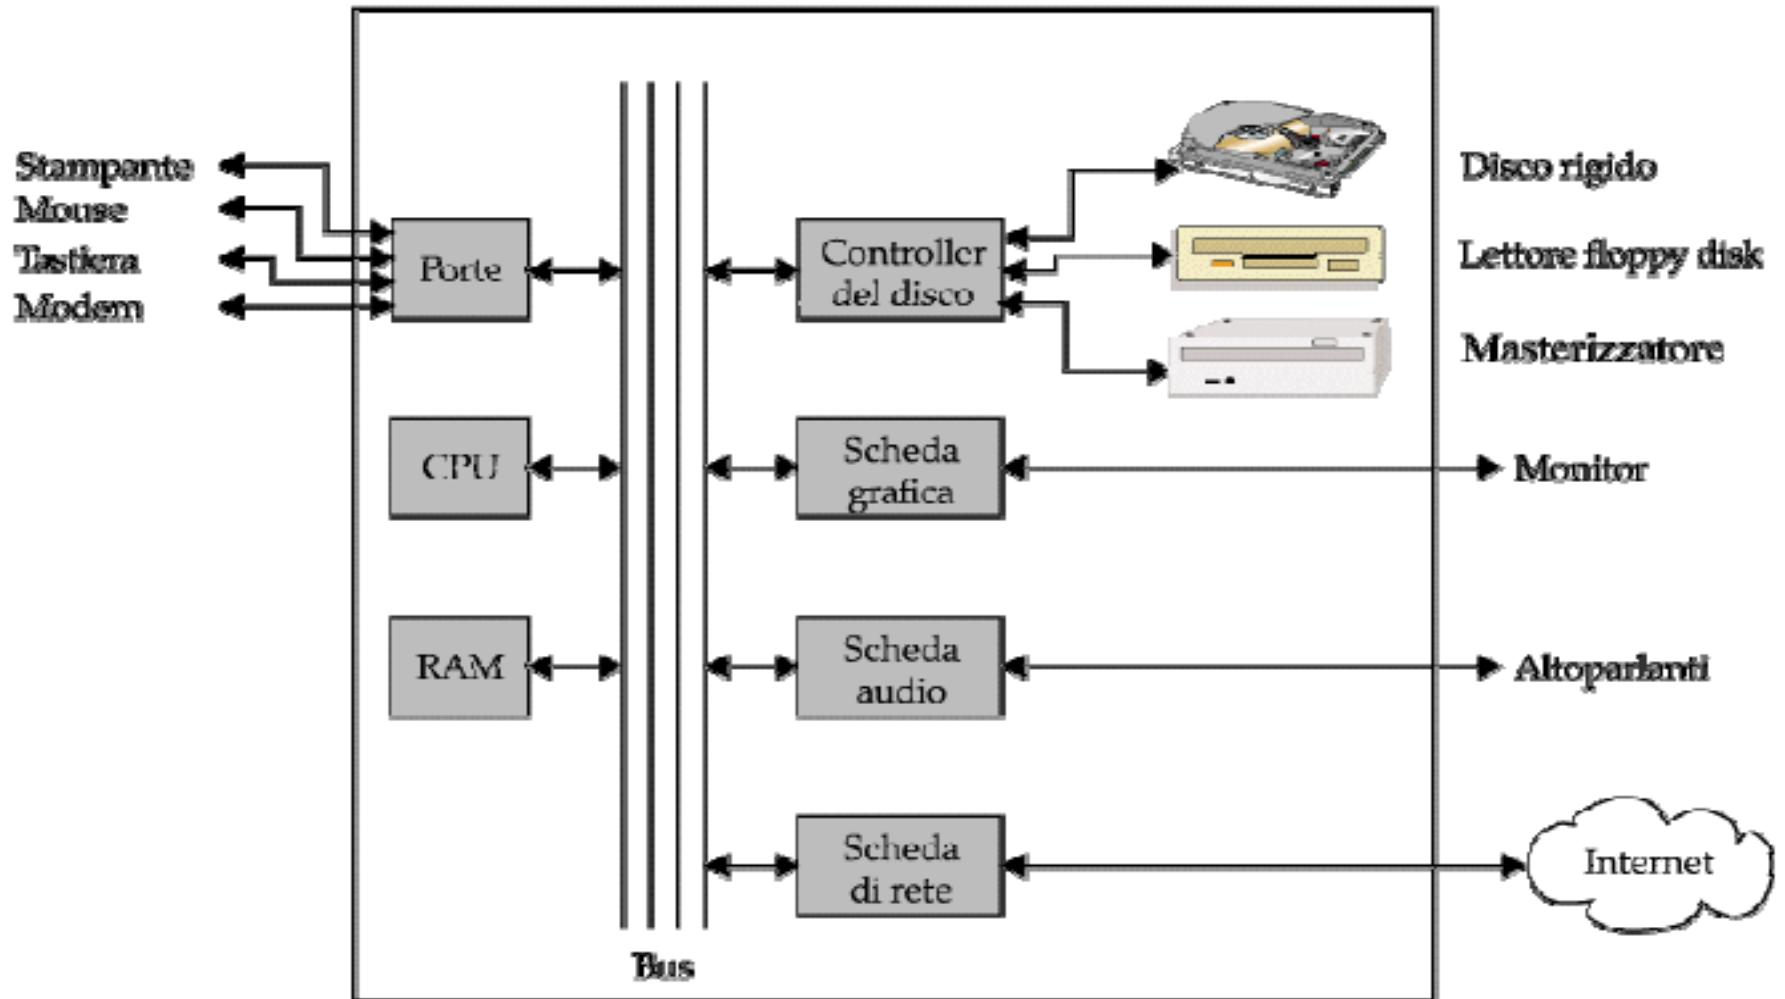 Stampante
Mouse
Tastiera
Modem
Porte
CPU
RAM
Bus
Controller
del disco
Scheda
grafica
Scheda
audio
Scheda
di rete
Disco rigido
Lettore floppy disk
Masterizzatore
Monitor
Altoparlanti
Internet